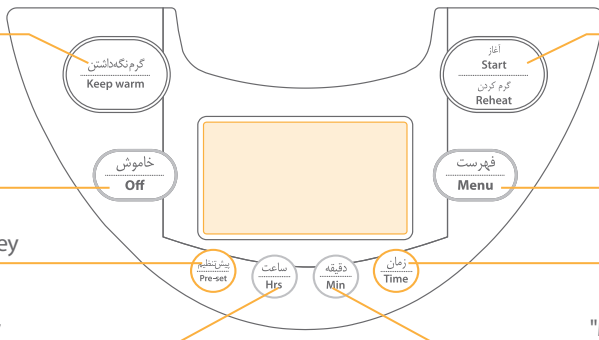 گرم نگه‌داشتن
Keep warm
آغاز
Start
گرم کردن
Reheat
خاموش
Off
فهرست
Menu
ey
پیش‌تنظیم
Pre-set
ساعت
Hrs
دقیقه
Min
زمان
Time